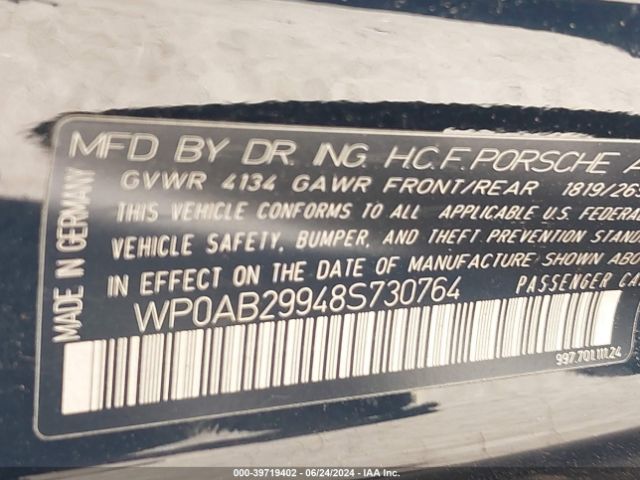 MFD BY DR. ING. H.C.F. PORSCHE
GVWR 4134 GAWR FRONT/REAR 1819/26
THIS VEHICLE CONFORMS TO ALL APPLICABLE U.S. FEDERA
VEHICLE SAFETY, BUMPER, AND THEFT PREVENTION STAND
IN EFFECT ON THE DATE OF MANUFACTURE SHOWN ABO
WP0AB29948S730764 PASSENGER CA
997.701.111.24
MADE IN GERMANY
000-39719402 - 06/24/2024 - IAA Inc.